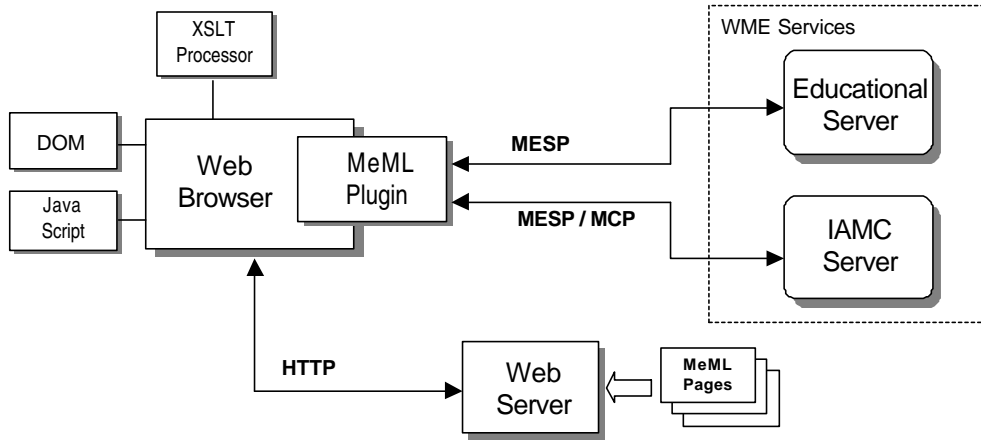 XSLT
Processor
WME Services
Educational
Server
DOM
Web
Browser
MeML
Plugin
MESP
Java
Script
MESP / MCP
IAMC
Server
HTTP
Web
Server
MeML
Pages